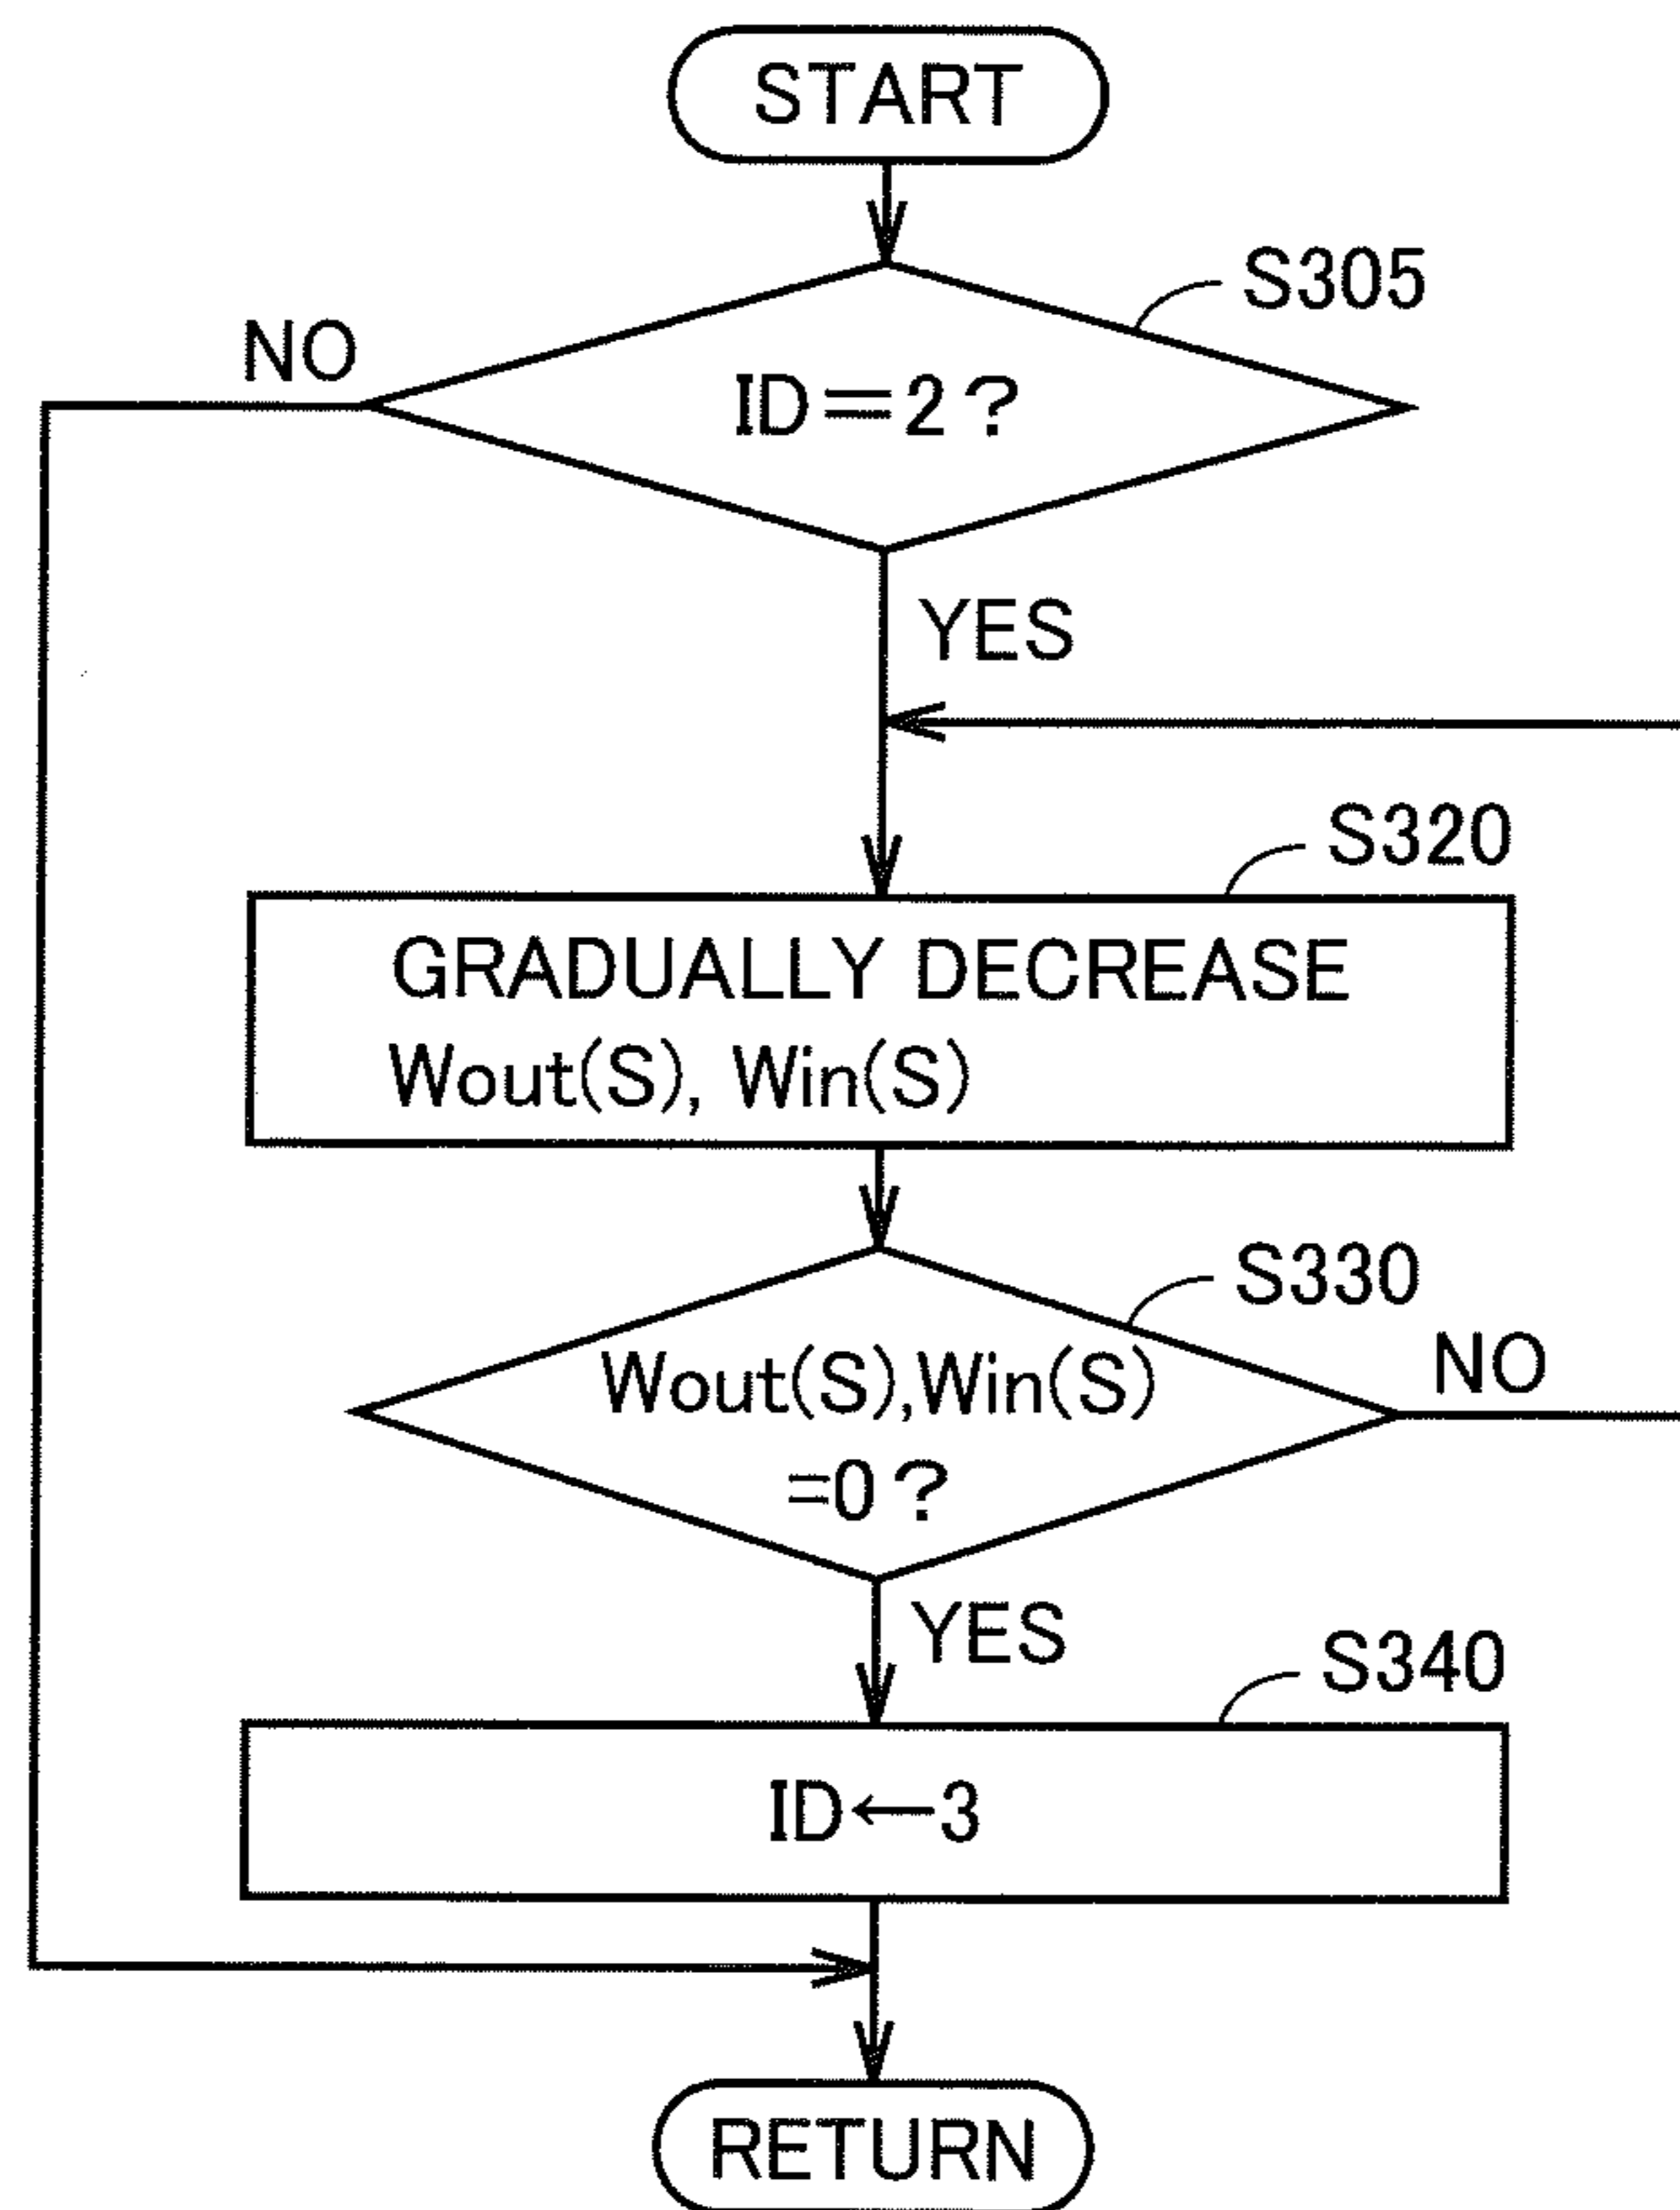 START
S305
NO
ID=2?
YES
S320
GRADUALLY DECREASE
Wout(S), Win(S)
S330
NO
Wout(S),Win(S)
=0?
YES
S340
ID←3
RETURN